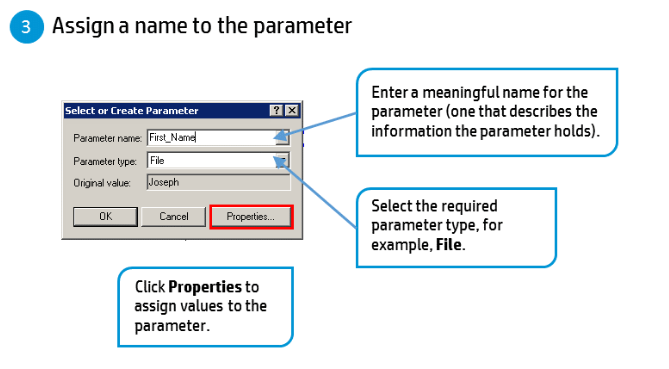 3 Assign a name to the parameter
Enter a meaningful name for the
parameter (one that describes the
information the parameter holds).
Select or Create Parameter
Parameter name: First_Name
Parameter type: File
Original value: Joseph
OK Cancel Properties...
Select the required
parameter type, for
example, File.
Click Properties to
assign values to the
parameter.